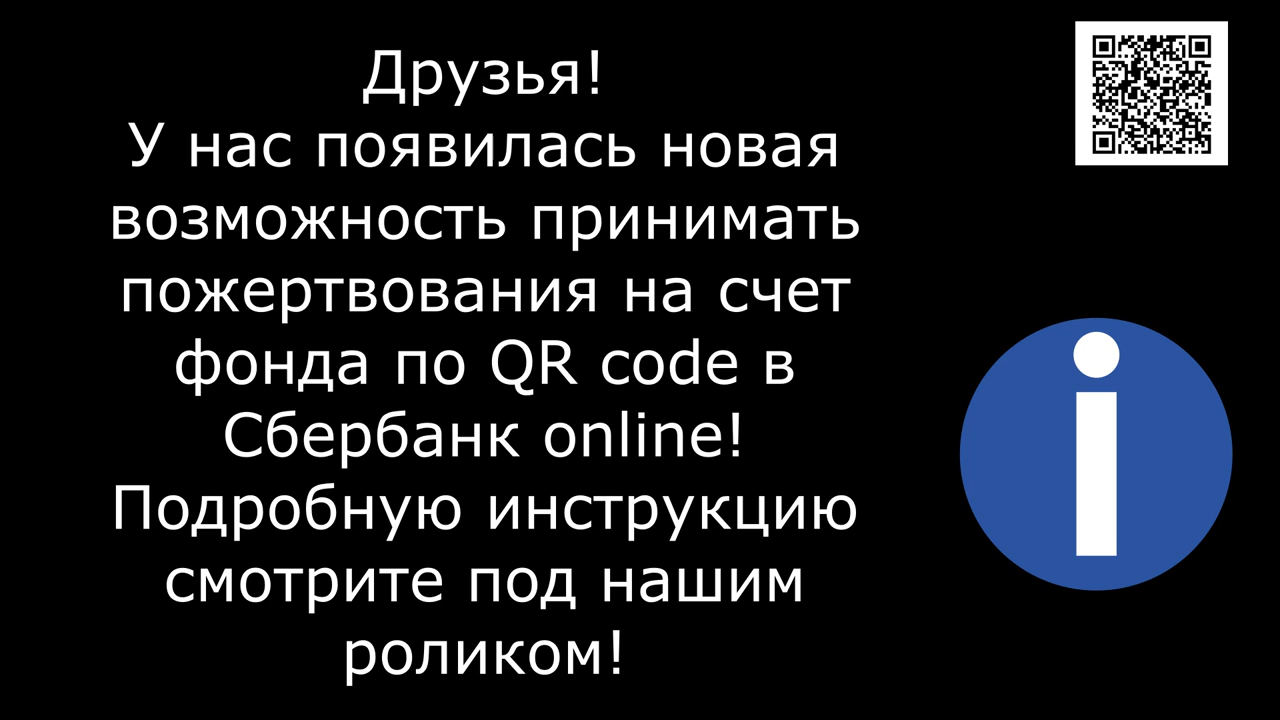 Друзья!
У нас появилась новая
возможность принимать
пожертвования на счет
фонда по QR code в
Сбербанк online!
Подробную инструкцию
смотрите под нашим
роликом!